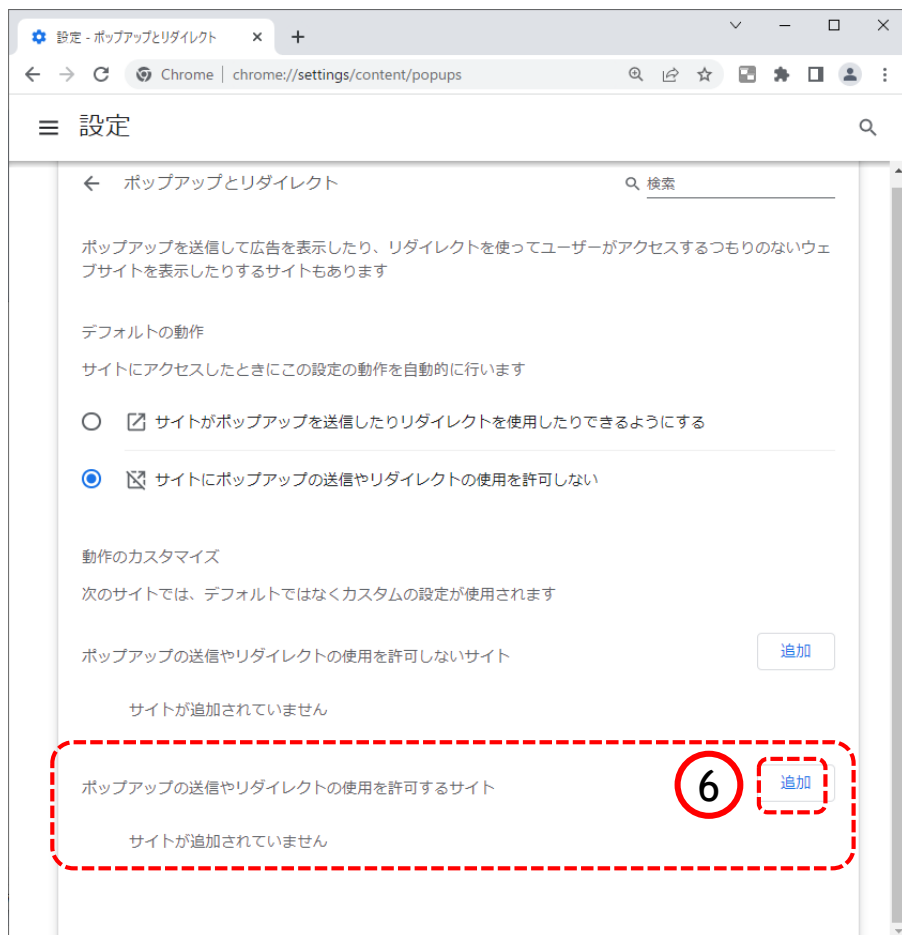 設定 - ポップアップとリダイレクト
Chrome | chrome://settings/content/popups
設定
ポップアップとリダイレクト
検索
ポップアップを送信して広告を表示したり、リダイレクトを使ってユーザーがアクセスするつもりのないウェ
ブサイトを表示したりするサイトもあります
デフォルトの動作
サイトにアクセスしたときにこの設定の動作を自動的に行います
サイトがポップアップを送信したりリダイレクトを使用したりできるようにする
サイトにポップアップの送信やリダイレクトの使用を許可しない
動作のカスタマイズ
次のサイトでは、デフォルトではなくカスタムの設定が使用されます
ポップアップの送信やリダイレクトの使用を許可しないサイト
追加
サイトが追加されていません
ポップアップの送信やリダイレクトの使用を許可するサイト
6
追加
サイトが追加されていません